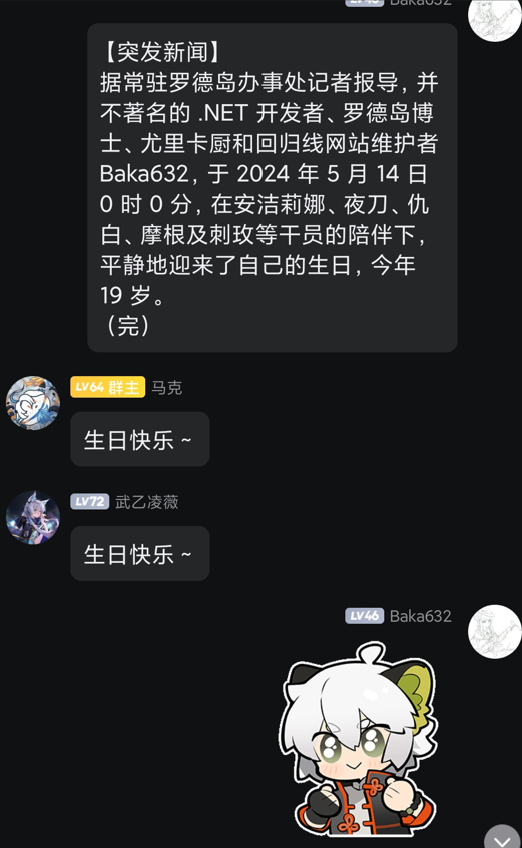 LV46 Baka632
【突发新闻】
据常驻罗德岛办事处记者报导，并
不著名的 .NET 开发者、罗德岛博
士、尤里卡厨和回归线网站维护者
Baka632，于 2024 年 5 月 14 日
0 时 0 分，在安洁莉娜、夜刀、仇
白、摩根及刺玫等干员的陪伴下，
平静地迎来了自己的生日，今年
19 岁。
（完）
LV64 群主 马克
生日快乐 ~
LV72 武乙凌薇
生日快乐 ~
LV46 Baka632